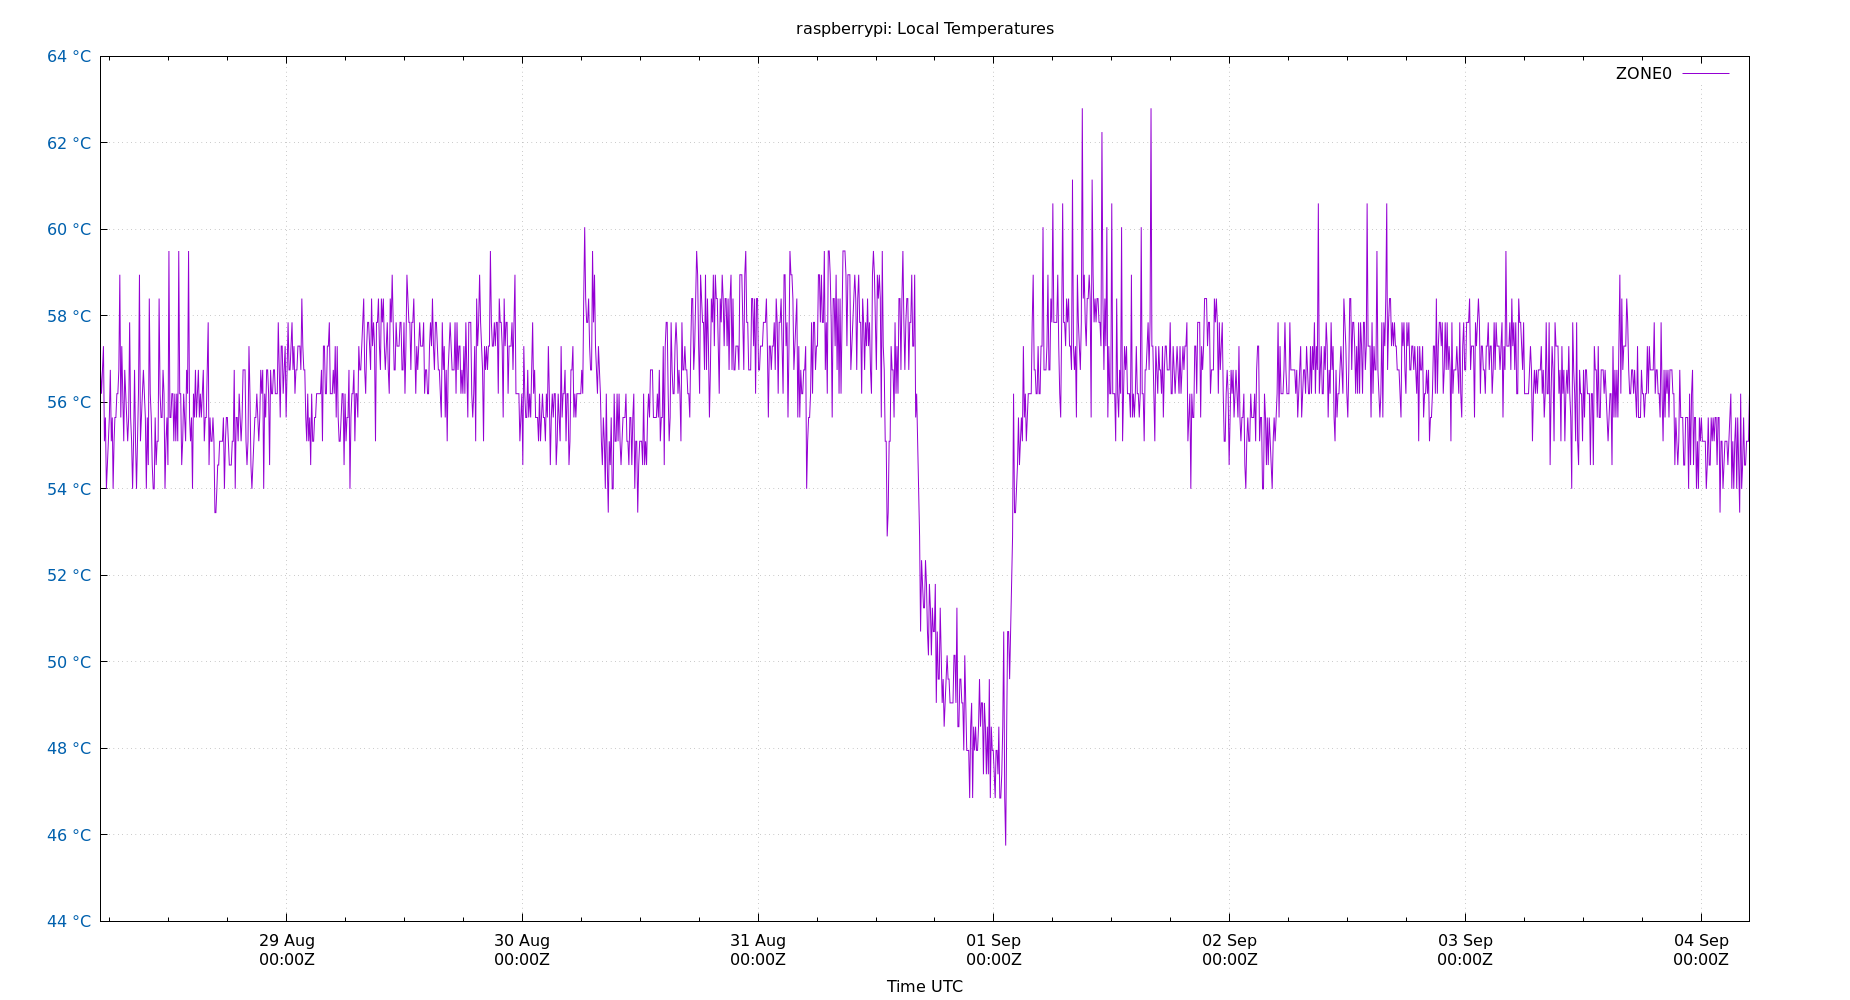 raspberrypi: Local Temperatures
ZONE0
64 °C
62 °C
60 °C
58 °C
56 °C
54 °C
52 °C
50 °C
48 °C
46 °C
44 °C
29 Aug
00:00Z
30 Aug
00:00Z
31 Aug
00:00Z
01 Sep
00:00Z
02 Sep
00:00Z
03 Sep
00:00Z
04 Sep
00:00Z
Time UTC